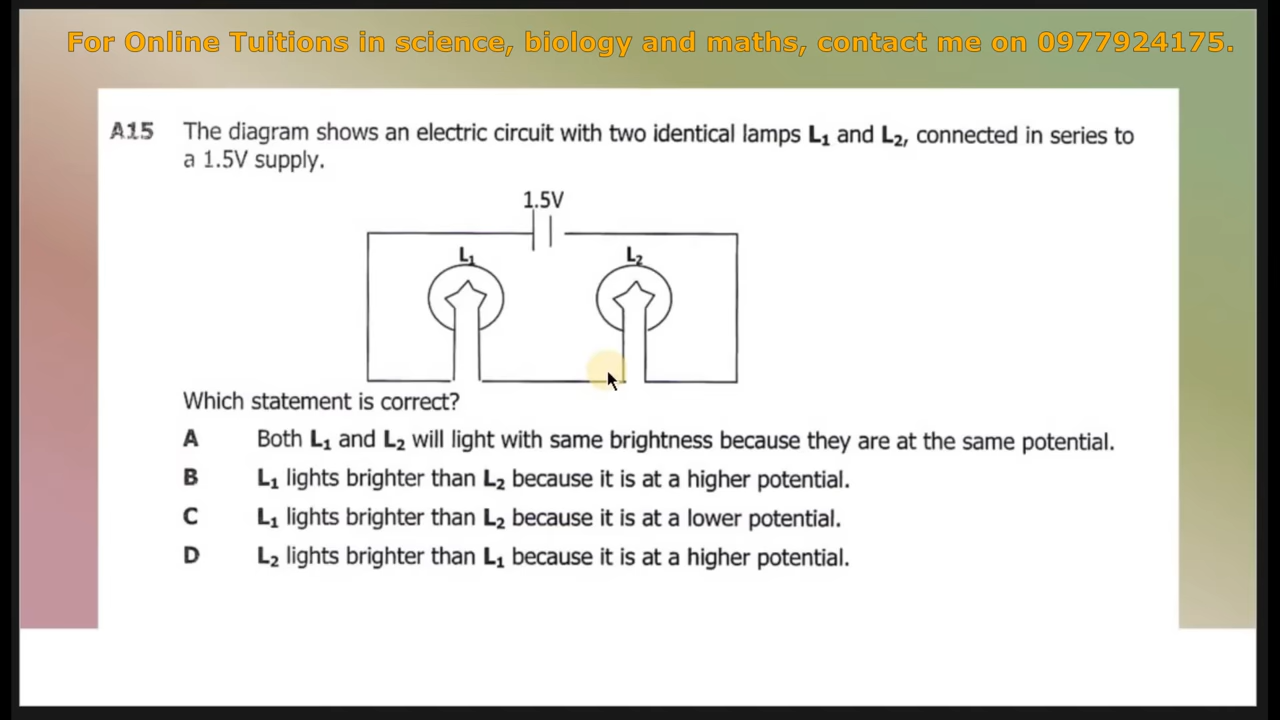 For Online Tuitions in science, biology and maths, contact me on 0977924175.
A15 The diagram shows an electric circuit with two identical lamps L₁ and L₂, connected in series to
a 1.5V supply.
1.5V
L₁ L₂
Which statement is correct?
A Both L₁ and L₂ will light with same brightness because they are at the same potential.
B L₁ lights brighter than L₂ because it is at a higher potential.
C L₁ lights brighter than L₂ because it is at a lower potential.
D L₂ lights brighter than L₁ because it is at a higher potential.